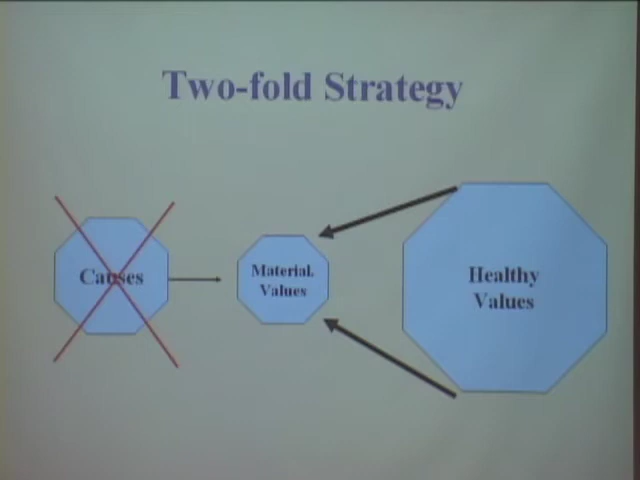 Two-fold Strategy
Causes
Material.
Values
Healthy
Values